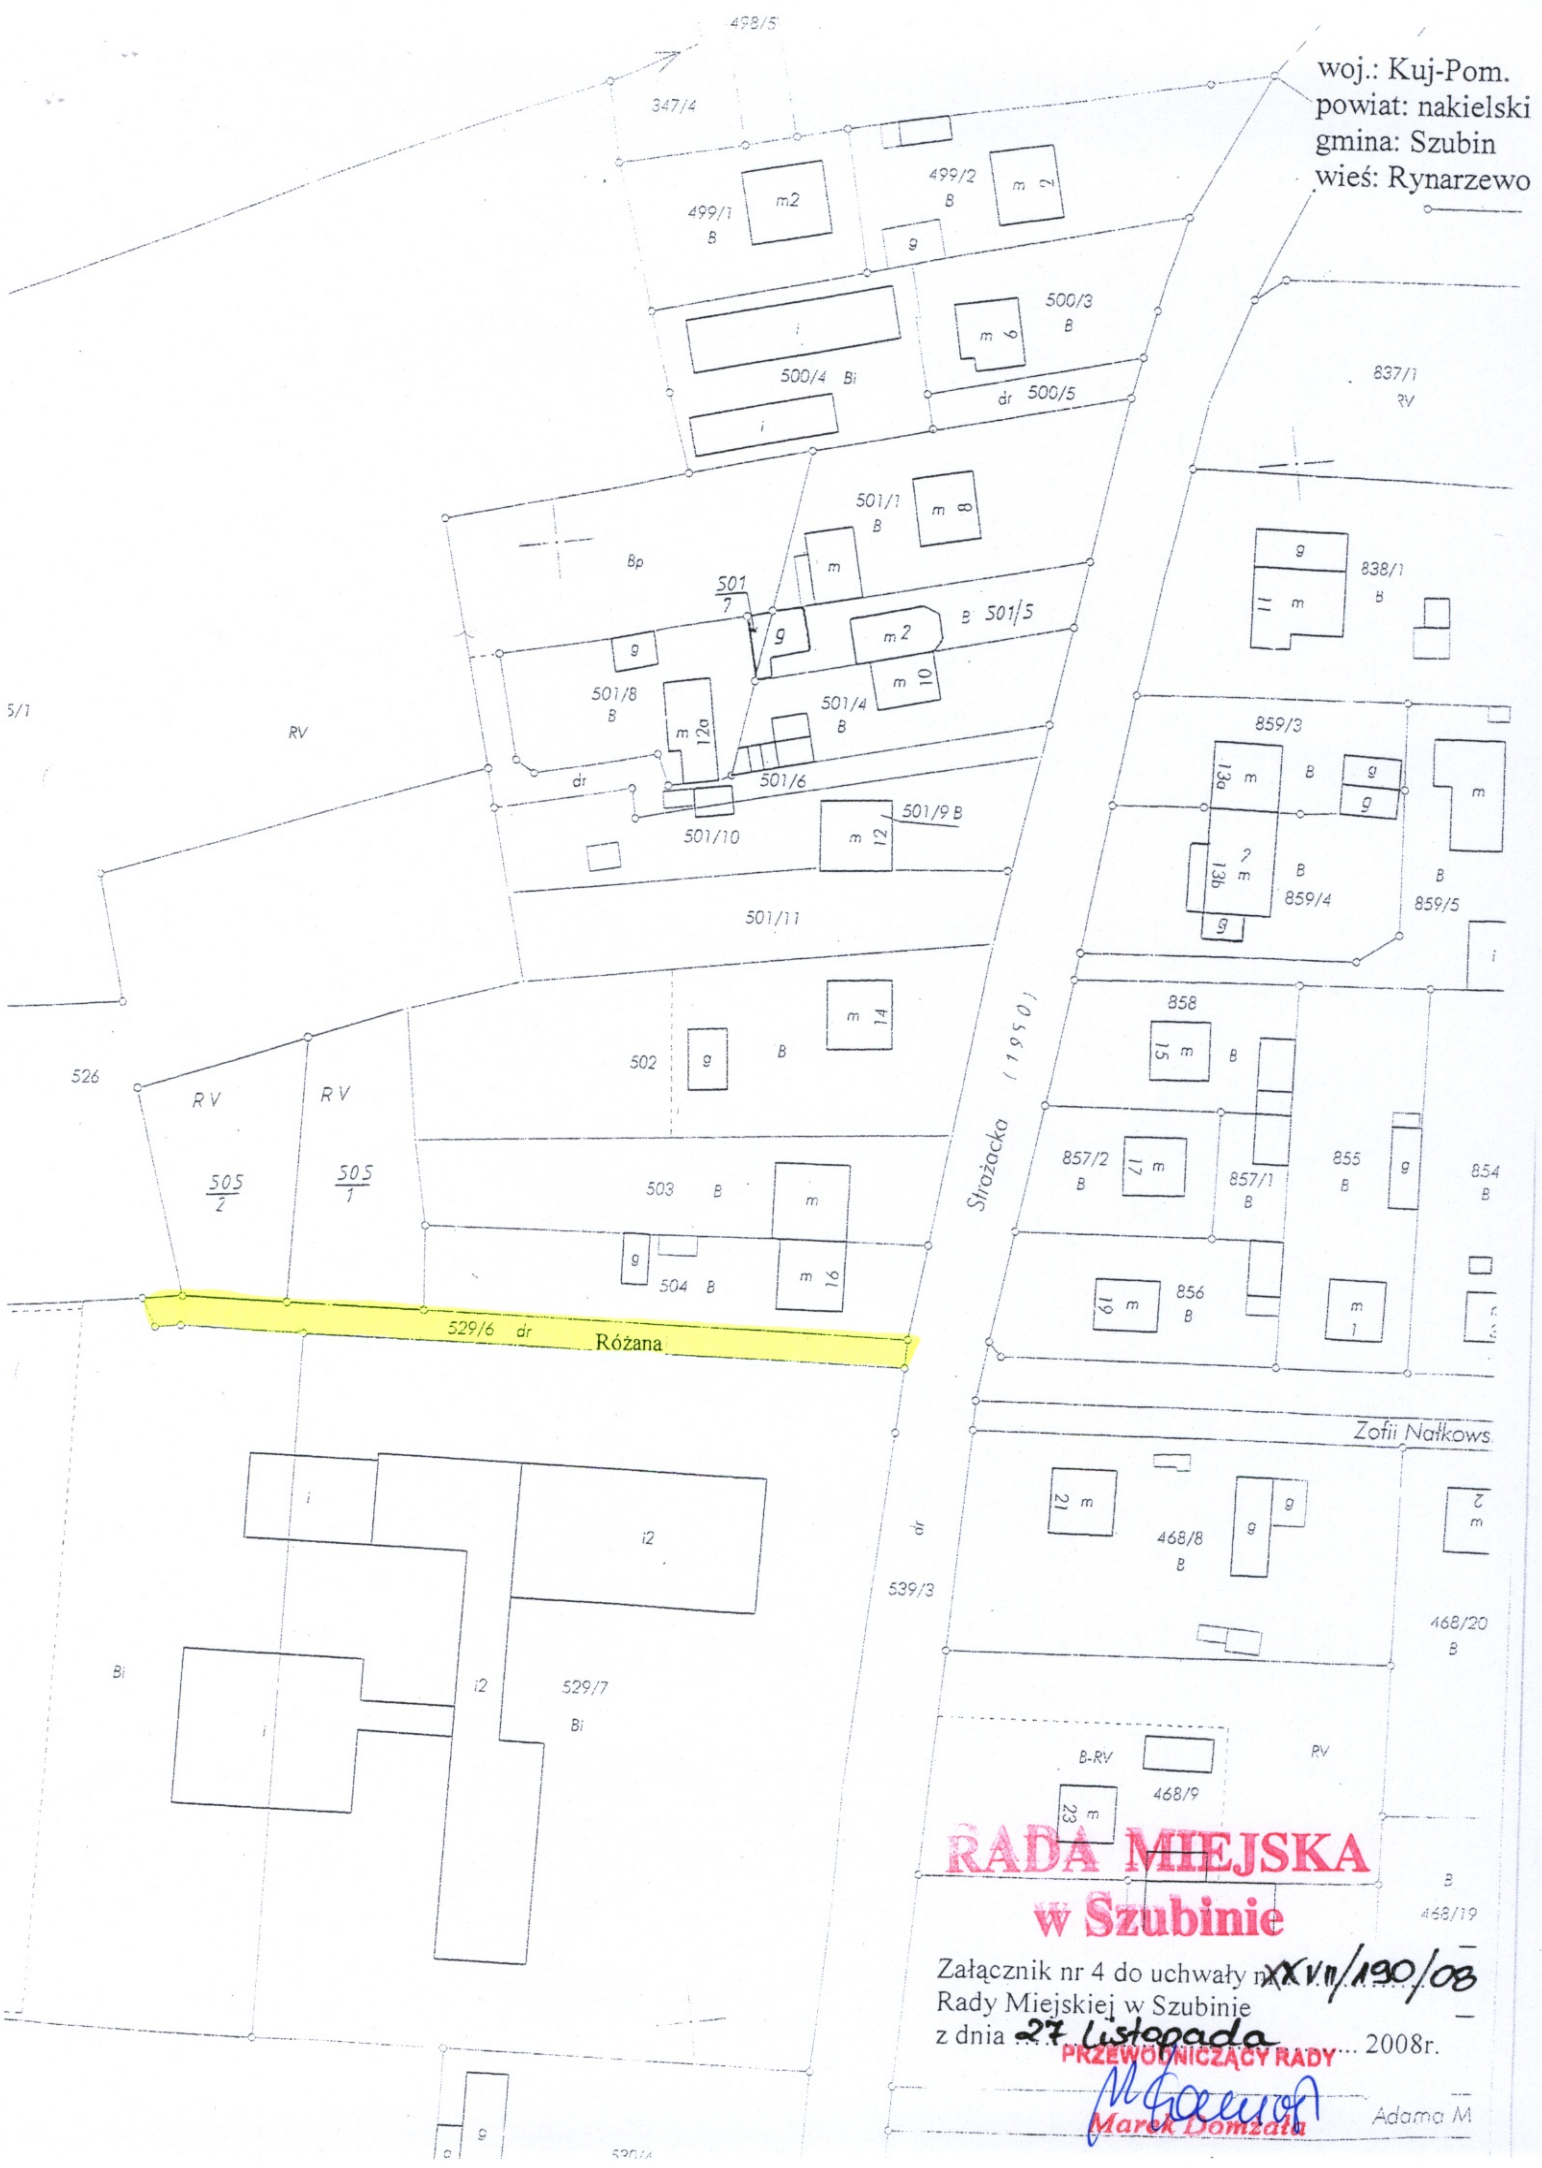 498/5
woj.: Kuj-Pom.
powiat: nakielski
gmina: Szubin
wieś: Rynarzewo
347/4
499/1
B
m2
499/2
B
m 7
g
500/3
B
m 9
i
500/4 Bi
dr 500/5
i
837/1
RV
501/1
B
m 8
m
Bp
501
7
g
m2
B 501/5
g
838/1
B
11 m
g
501/8
B
m 12a
501/4
B
m 10
5/1
RV
dr
501/6
859/3
13a m
B
g
g
m
501/10
m 12
501/9 B
2
13b m
B
859/4
g
B
859/5
i
501/11
502
g
B
m 14
Strażacka (1950)
858
15 m
B
526
RV
RV
505
2
505
1
503 B
m
857/2
B
17 m
857/1
B
855
B
g
854
B
g
504 B
m 16
856
B
19 m
m
1
529/6 dr
Różana
Zofii Nałkows
i
i2
21 m
g
g
468/8
B
2
m
dr
539/3
468/20
B
Bi
i
i2
529/7
Bi
B-RV
RV
468/9
23 m
B
468/19
RADA MIEJSKA
w Szubinie
Załącznik nr 4 do uchwały nr XXVII/190/08
Rady Miejskiej w Szubinie
z dnia 27 listopada 2008r.
PRZEWODNICZĄCY RADY
Marek Domżała
Adama M
g
g